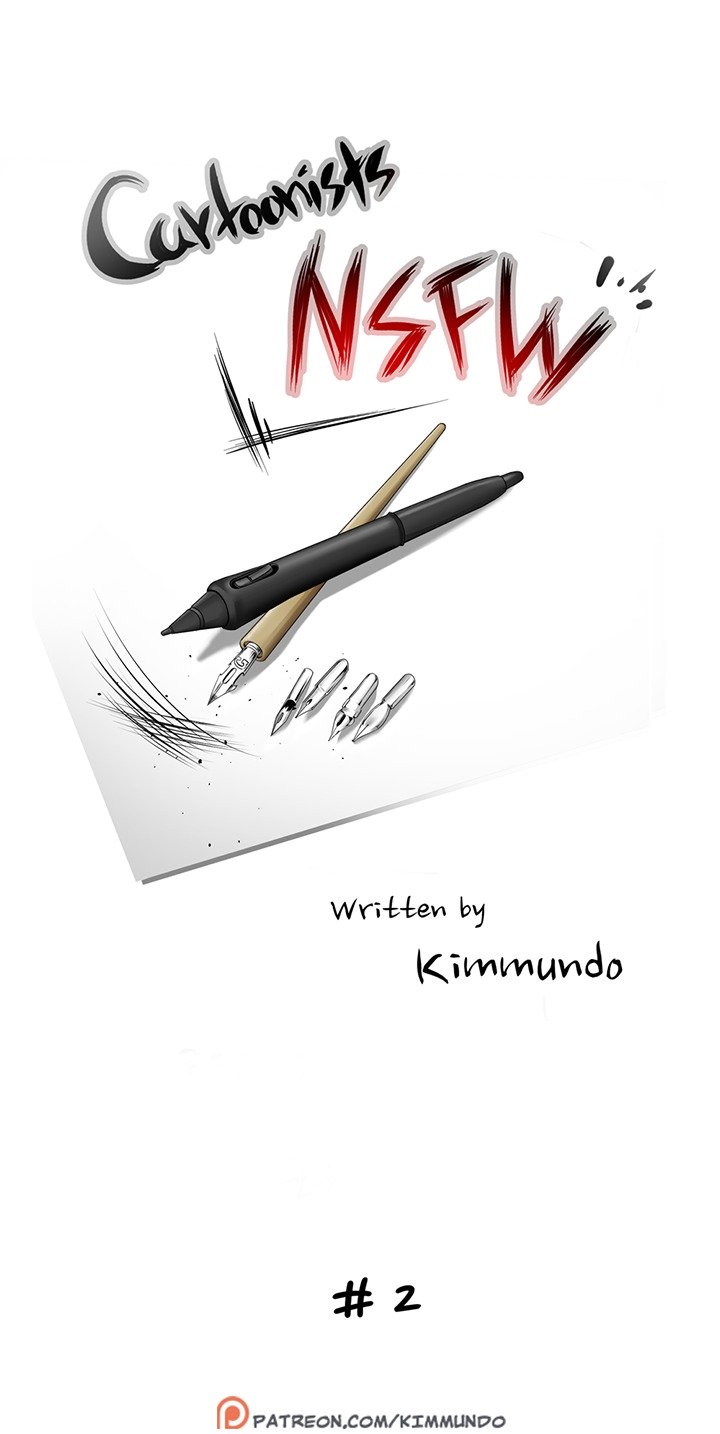 Cartoonists
NSFW
G
Written by
Kimmundo
# 2
PATREON.COM/KIMMUNDO